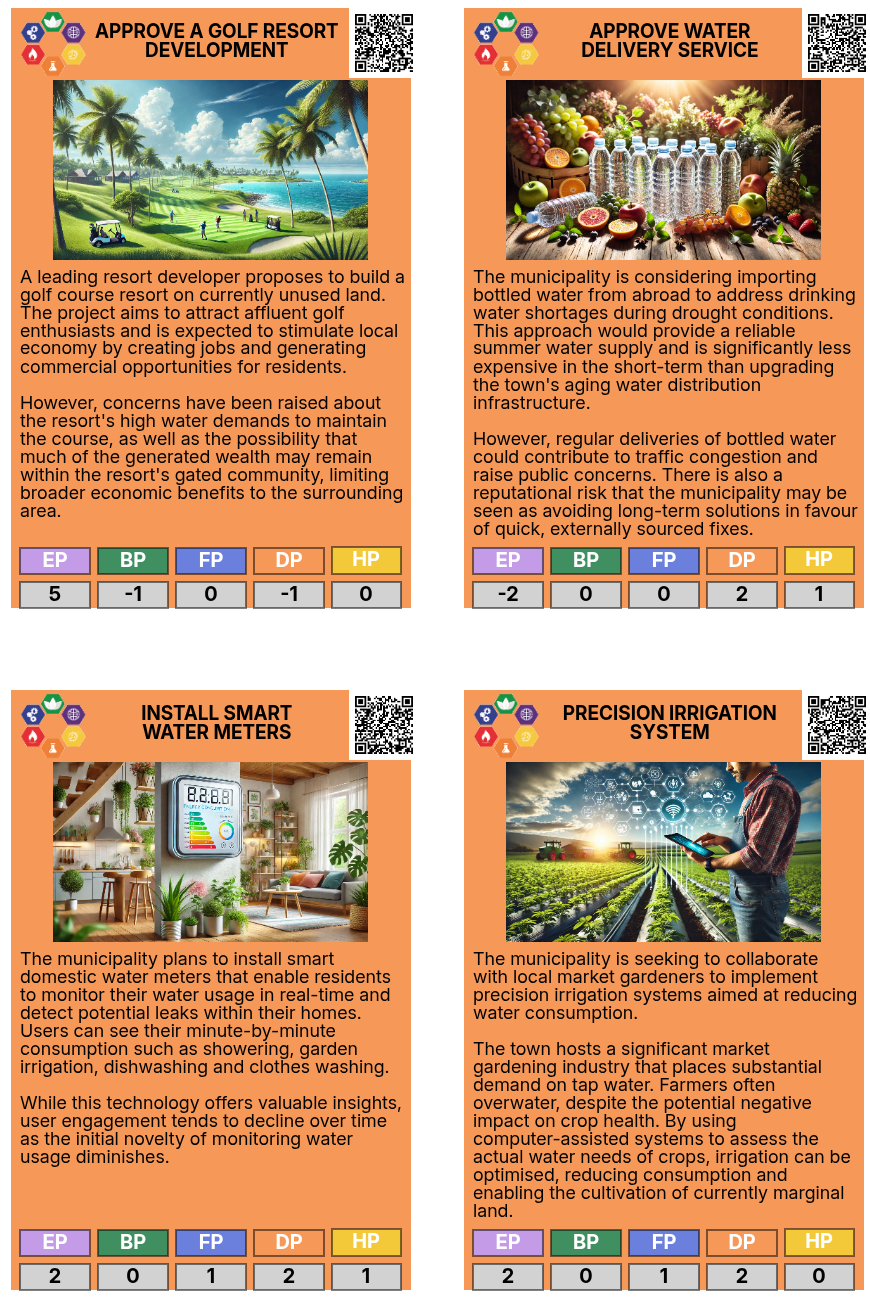 APPROVE A GOLF RESORT
DEVELOPMENT
A leading resort developer proposes to build a
golf course resort on currently unused land.
The project aims to attract affluent golf
enthusiasts and is expected to stimulate local
economy by creating jobs and generating
commercial opportunities for residents.
However, concerns have been raised about
the resort's high water demands to maintain
the course, as well as the possibility that
much of the generated wealth may remain
within the resort's gated community, limiting
broader economic benefits to the surrounding
area.
EP BP FP DP HP
5 -1 0 -1 0
APPROVE WATER
DELIVERY SERVICE
The municipality is considering importing
bottled water from abroad to address drinking
water shortages during drought conditions.
This approach would provide a reliable
summer water supply and is significantly less
expensive in the short-term than upgrading
the town's aging water distribution
infrastructure.
However, regular deliveries of bottled water
could contribute to traffic congestion and
raise public concerns. There is also a
reputational risk that the municipality may be
seen as avoiding long-term solutions in favour
of quick, externally sourced fixes.
EP BP FP DP HP
-2 0 0 2 1
INSTALL SMART
WATER METERS
8.8.8.8
The municipality plans to install smart
domestic water meters that enable residents
to monitor their water usage in real-time and
detect potential leaks within their homes.
Users can see their minute-by-minute
consumption such as showering, garden
irrigation, dishwashing and clothes washing.
While this technology offers valuable insights,
user engagement tends to decline over time
as the initial novelty of monitoring water
usage diminishes.
EP BP FP DP HP
2 0 1 2 1
PRECISION IRRIGATION
SYSTEM
The municipality is seeking to collaborate
with local market gardeners to implement
precision irrigation systems aimed at reducing
water consumption.
The town hosts a significant market
gardening industry that places substantial
demand on tap water. Farmers often
overwater, despite the potential negative
impact on crop health. By using
computer-assisted systems to assess the
actual water needs of crops, irrigation can be
optimised, reducing consumption and
enabling the cultivation of currently marginal
land.
EP BP FP DP HP
2 0 1 2 0